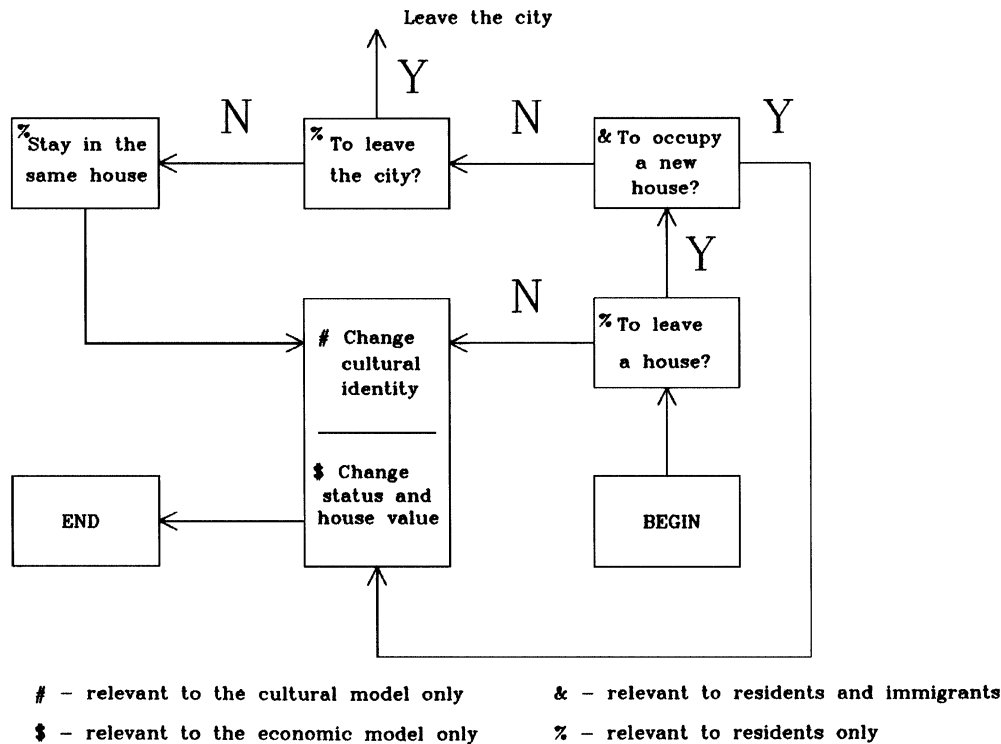 Leave the city
Y
N
N
Y
% Stay in the
same house
% To leave
the city?
& To occupy
a new
house?
Y
N
# Change
cultural
identity
% To leave
a house?
$ Change
status and
house value
END
BEGIN
# – relevant to the cultural model only
& – relevant to residents and immigrants
$ – relevant to the economic model only
% – relevant to residents only